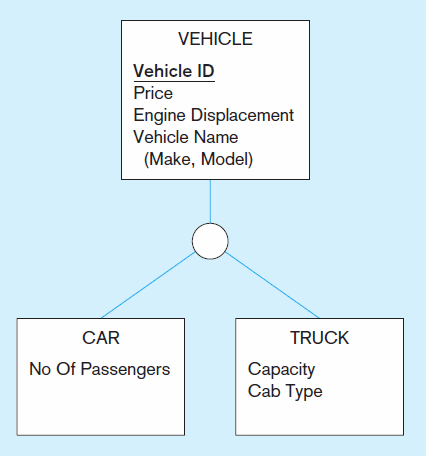 VEHICLE
Vehicle ID
Price
Engine Displacement
Vehicle Name
(Make, Model)
CAR
No Of Passengers
TRUCK
Capacity
Cab Type